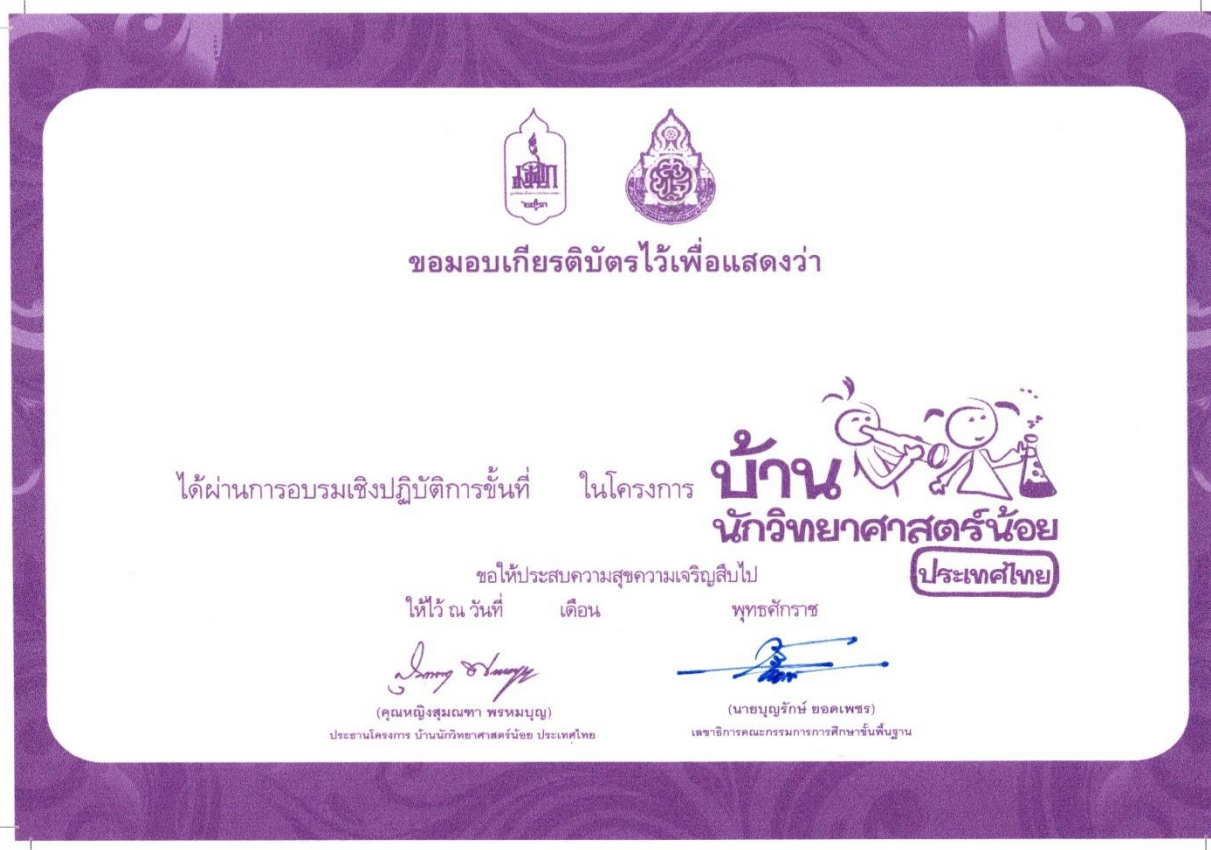 ขอมอบเกียรติบัตรไว้เพื่อแสดงว่า
ได้ผ่านการอบรมเชิงปฏิบัติการขั้นที่ ในโครงการ
บ้าน
นักวิทยาศาสตร์น้อย
ประเทศไทย
ขอให้ประสบความสุขความเจริญสืบไป
ให้ไว้ ณ วันที่ เดือน พุทธศักราช
(คุณหญิงสุมณฑา พรหมบุญ) (นายบุญรักษ์ ยอดเพชร)
ประธานโครงการ บ้านนักวิทยาศาสตร์น้อย ประเทศไทย เลขาธิการคณะกรรมการการศึกษาขั้นพื้นฐาน